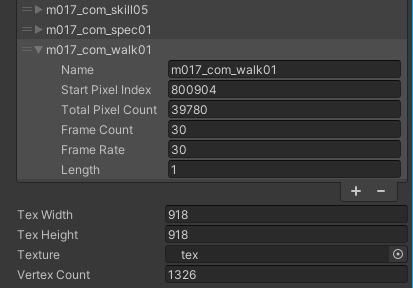 m017_com_skill05
m017_com_spec01
m017_com_walk01
Name m017_com_walk01
Start Pixel Index 800904
Total Pixel Count 39780
Frame Count 30
Frame Rate 30
Length 1
+ −
Tex Width 918
Tex Height 918
Texture tex
Vertex Count 1326